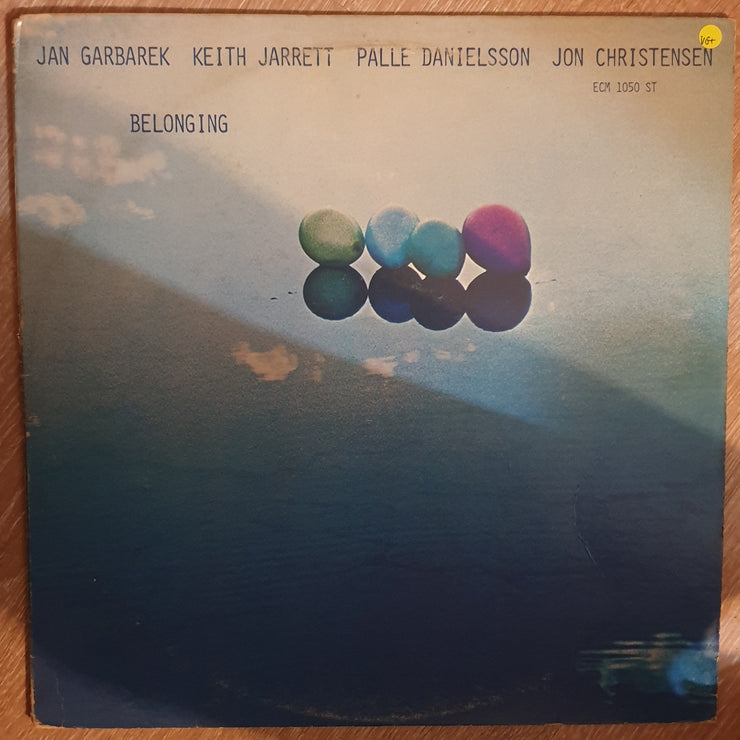 VG+
JAN GARBAREK KEITH JARRETT PALLE DANIELSSON JON CHRISTENSEN
ECM 1050 ST
BELONGING